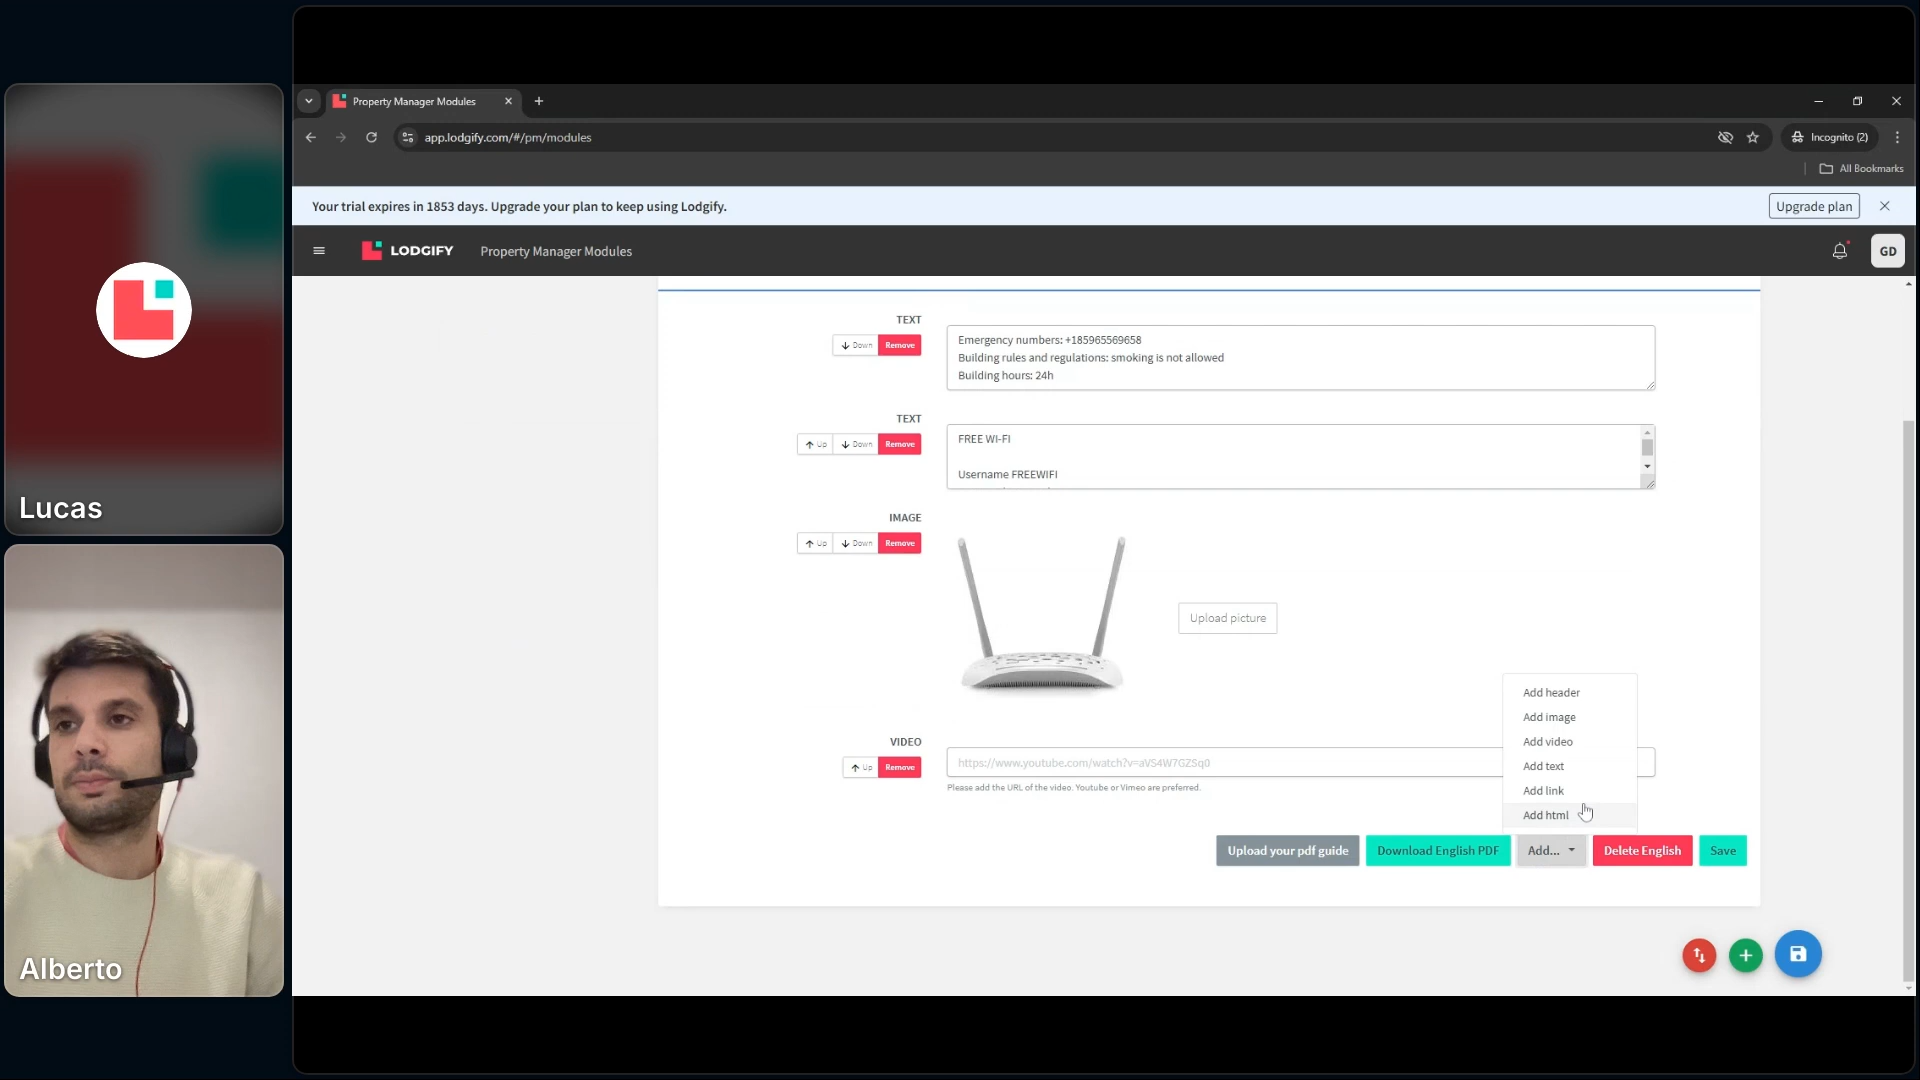 Property Manager Modules
app.lodgify.com/#/pm/modules
Incognito (2)
All Bookmarks
Your trial expires in 1853 days. Upgrade your plan to keep using Lodgify.
Upgrade plan
LODGIFY
Property Manager Modules
GD
TEXT
Down
Remove
Emergency numbers: +185965569658
Building rules and regulations: smoking is not allowed
Building hours: 24h
TEXT
Up
Down
Remove
FREE WI-FI
Username FREEWIFI
IMAGE
Up
Down
Remove
Upload picture
VIDEO
Up
Remove
https://www.youtube.com/watch?v=aVS4W7GZSq0
Please add the URL of the video. Youtube or Vimeo are preferred.
Add header
Add image
Add video
Add text
Add link
Add html
Upload your pdf guide
Download English PDF
Add...
Delete English
Save
Lucas
Alberto